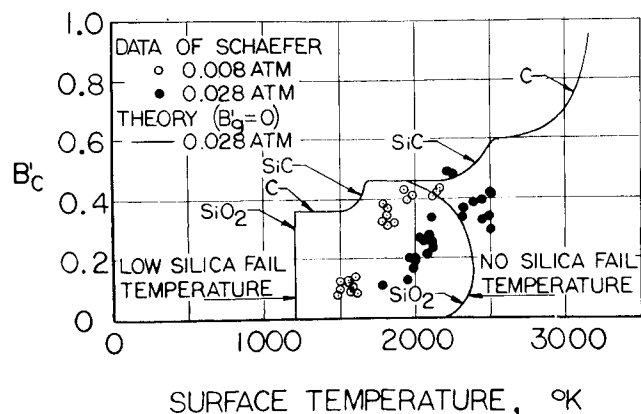 1.0
DATA OF SCHAEFER
○ 0.008 ATM
0.8
● 0.028 ATM
THEORY (B'g=0)
— 0.028 ATM
C
0.6
SiC
SiC
B'C
C
0.4
SiO2
0.2
LOW SILICA FAIL
TEMPERATURE
NO SILICA FAIL
TEMPERATURE
SiO2
0
0 1000 2000 3000
SURFACE TEMPERATURE, °K